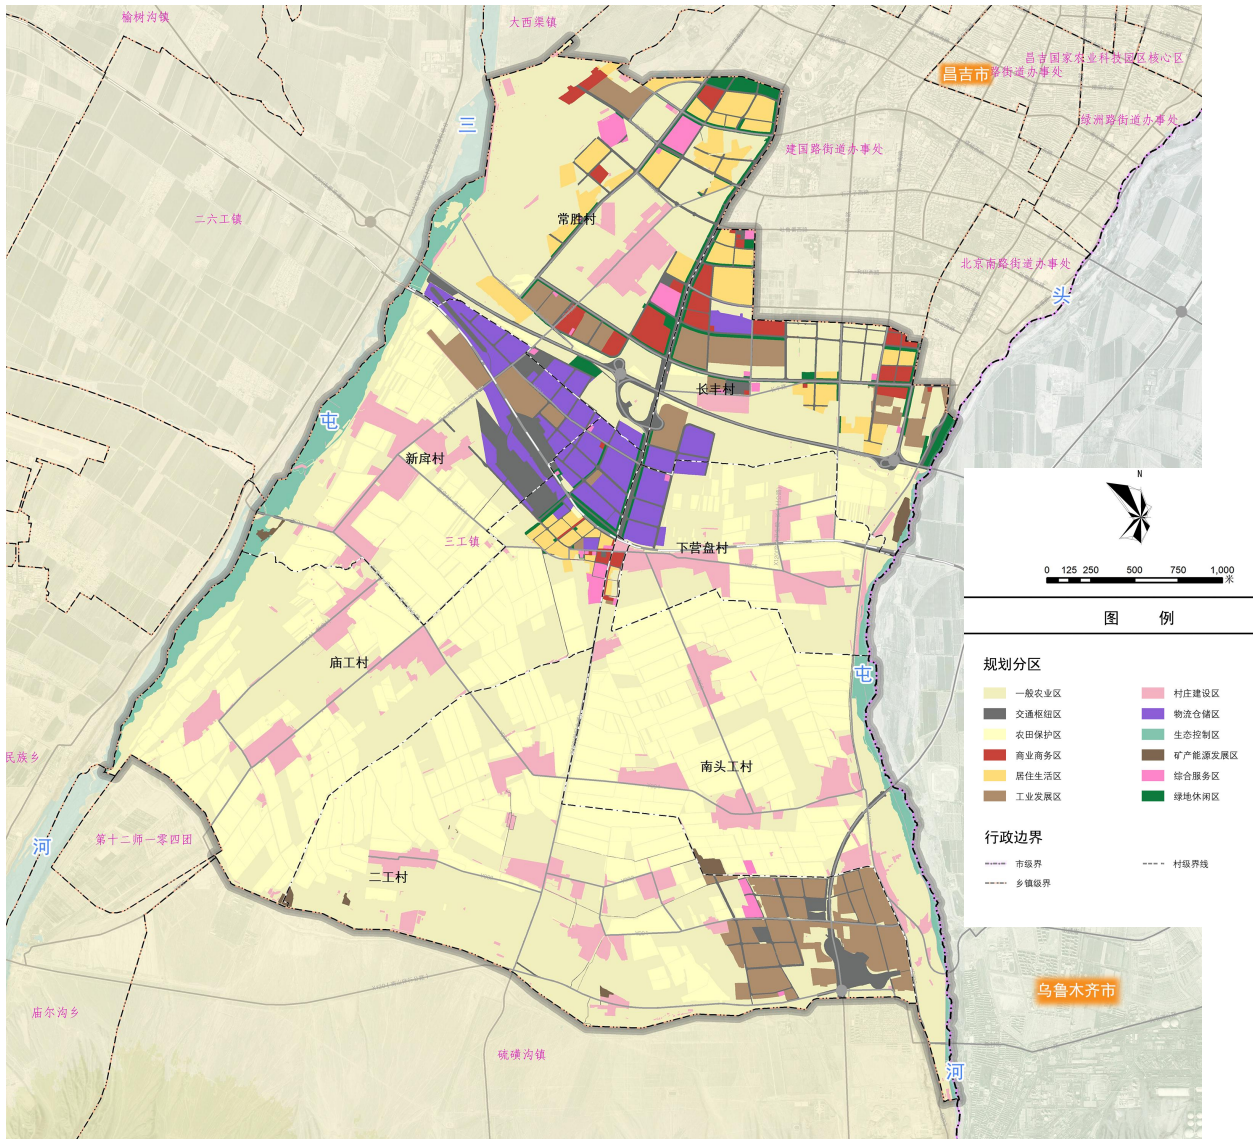 榆树沟镇
大西渠镇
昌吉国家农业科技园区核心区
昌吉市
路街道办事处
绿洲路街道办事处
三
建国路街道办事处
二六工镇
常胜村
北京南路街道办事处
头
长丰村
屯
新戽村
三工镇
下营盘村
庙工村
屯
南头工村
民族乡
第十二师一零四团
河
二工村
乌鲁木齐市
庙尔沟乡
硫磺沟镇
河
N
0 125 250 500 750 1,000
米
图 例
规划分区
一般农业区 村庄建设区
交通枢纽区 物流仓储区
农田保护区 生态控制区
商业商务区 矿产能源发展区
居住生活区 综合服务区
工业发展区 绿地休闲区
行政边界
市级界 村级界线
乡镇级界